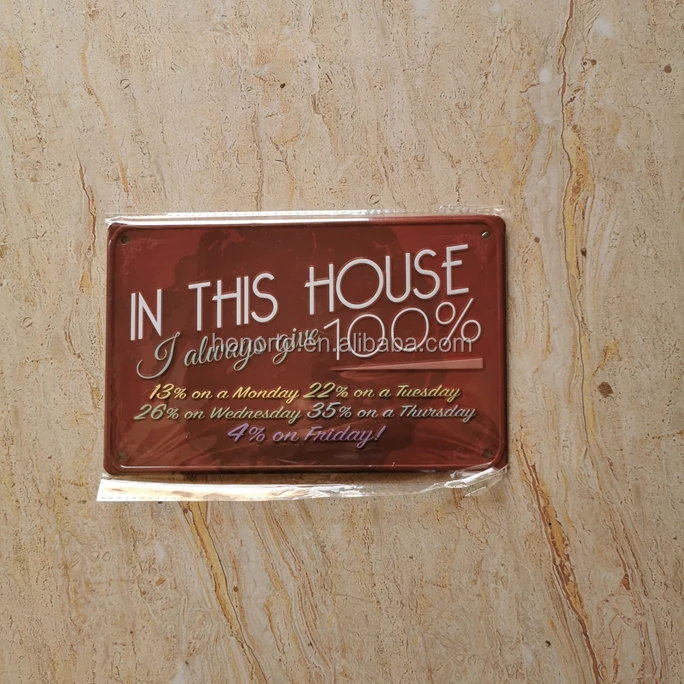 IN THIS HOUSE
I always give 100%
13% on a Monday 22% on a Tuesday
26% on Wednesday 35% on a Thursday
4% on Friday!